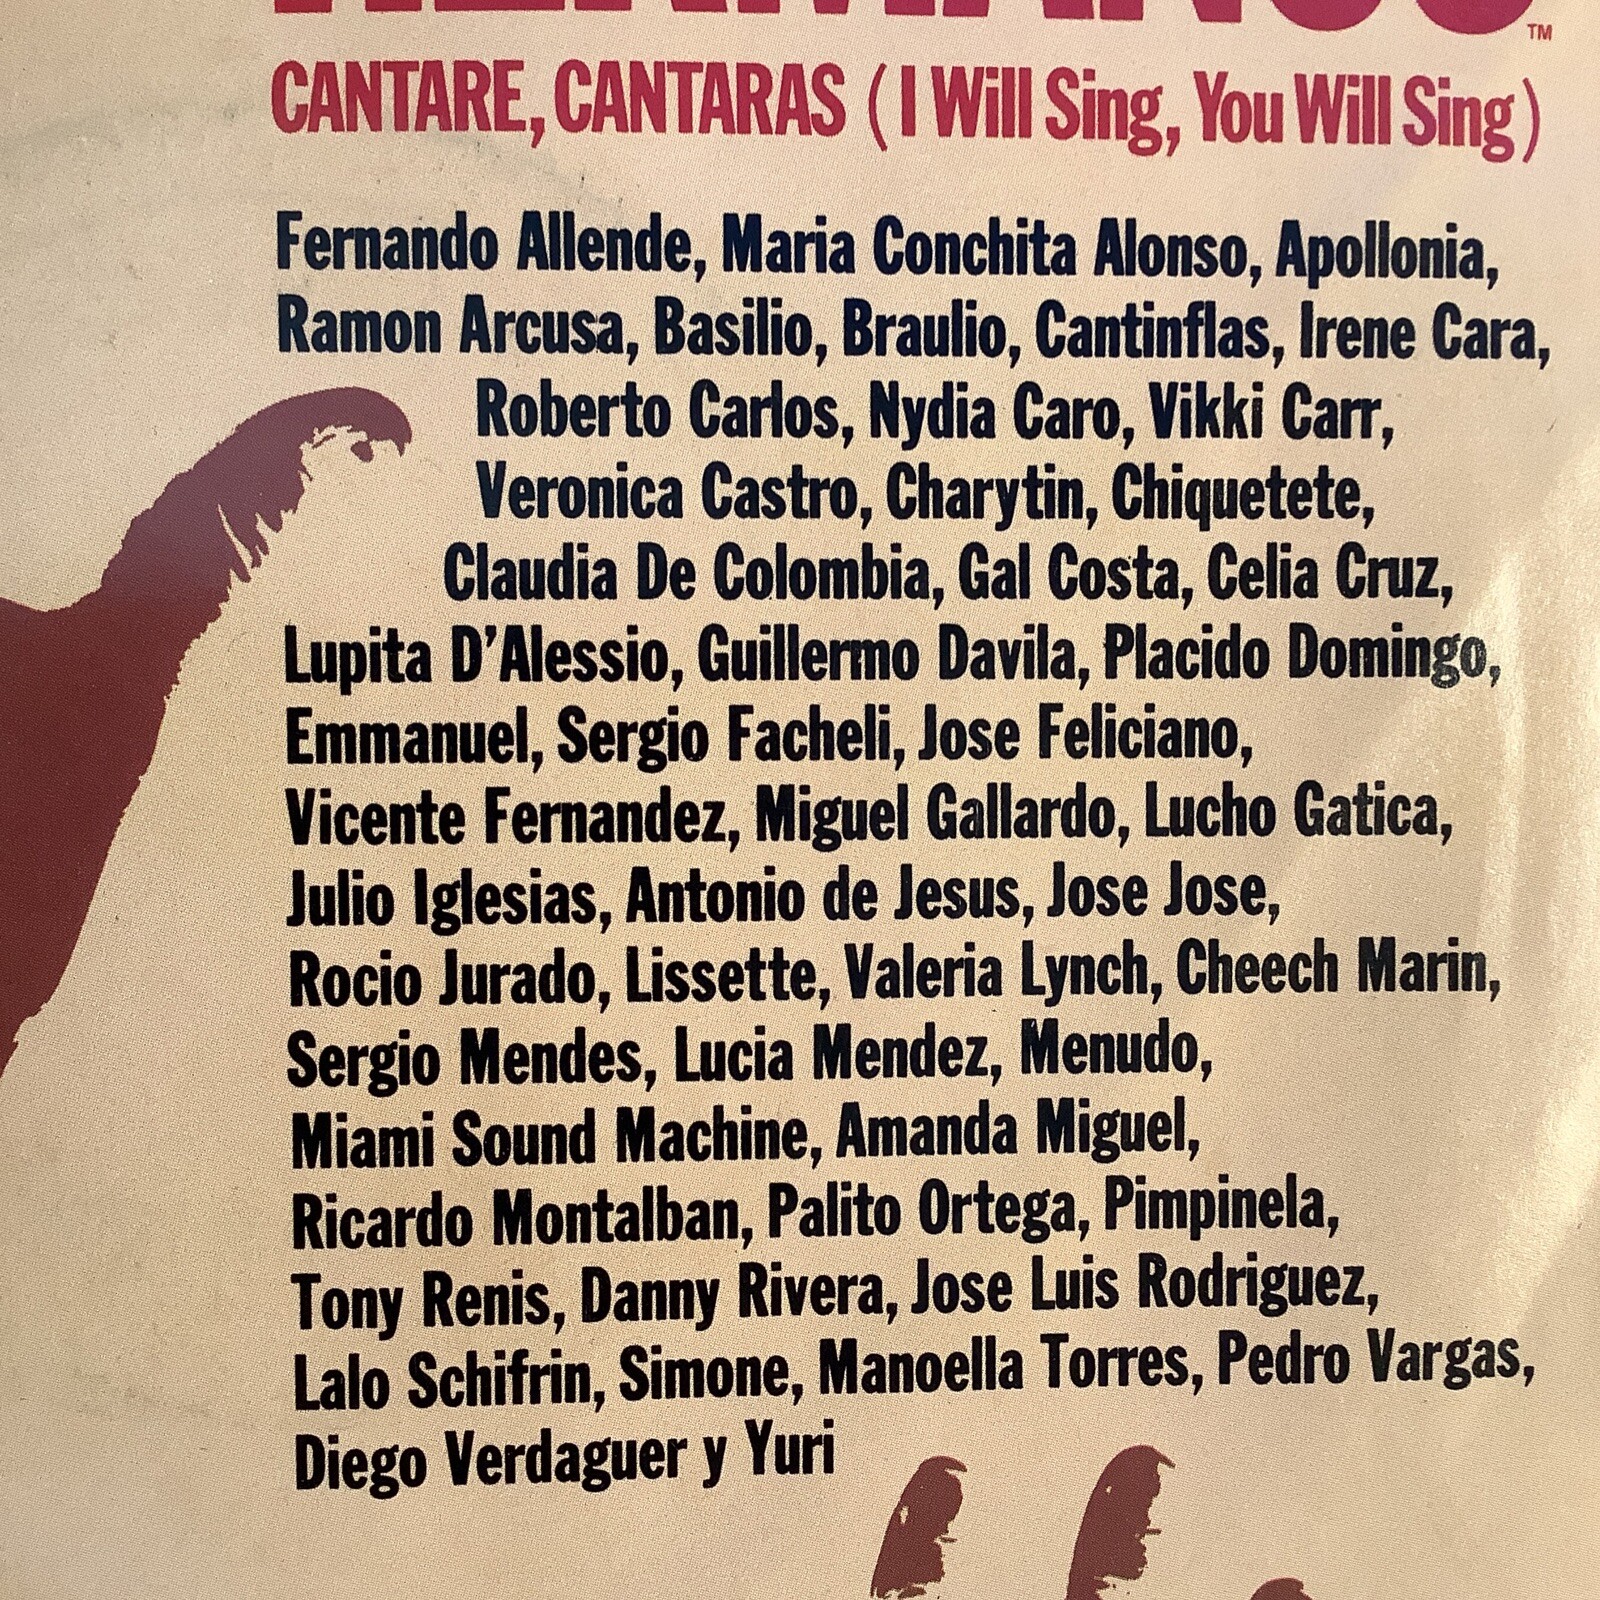 HERMANOS
™
CANTARE, CANTARAS (I Will Sing, You Will Sing)
Fernando Allende, Maria Conchita Alonso, Apollonia,
Ramon Arcusa, Basilio, Braulio, Cantinflas, Irene Cara,
Roberto Carlos, Nydia Caro, Vikki Carr,
Veronica Castro, Charytin, Chiquetete,
Claudia De Colombia, Gal Costa, Celia Cruz,
Lupita D'Alessio, Guillermo Davila, Placido Domingo,
Emmanuel, Sergio Facheli, Jose Feliciano,
Vicente Fernandez, Miguel Gallardo, Lucho Gatica,
Julio Iglesias, Antonio de Jesus, Jose Jose,
Rocio Jurado, Lissette, Valeria Lynch, Cheech Marin,
Sergio Mendes, Lucia Mendez, Menudo,
Miami Sound Machine, Amanda Miguel,
Ricardo Montalban, Palito Ortega, Pimpinela,
Tony Renis, Danny Rivera, Jose Luis Rodriguez,
Lalo Schifrin, Simone, Manoella Torres, Pedro Vargas,
Diego Verdaguer y Yuri